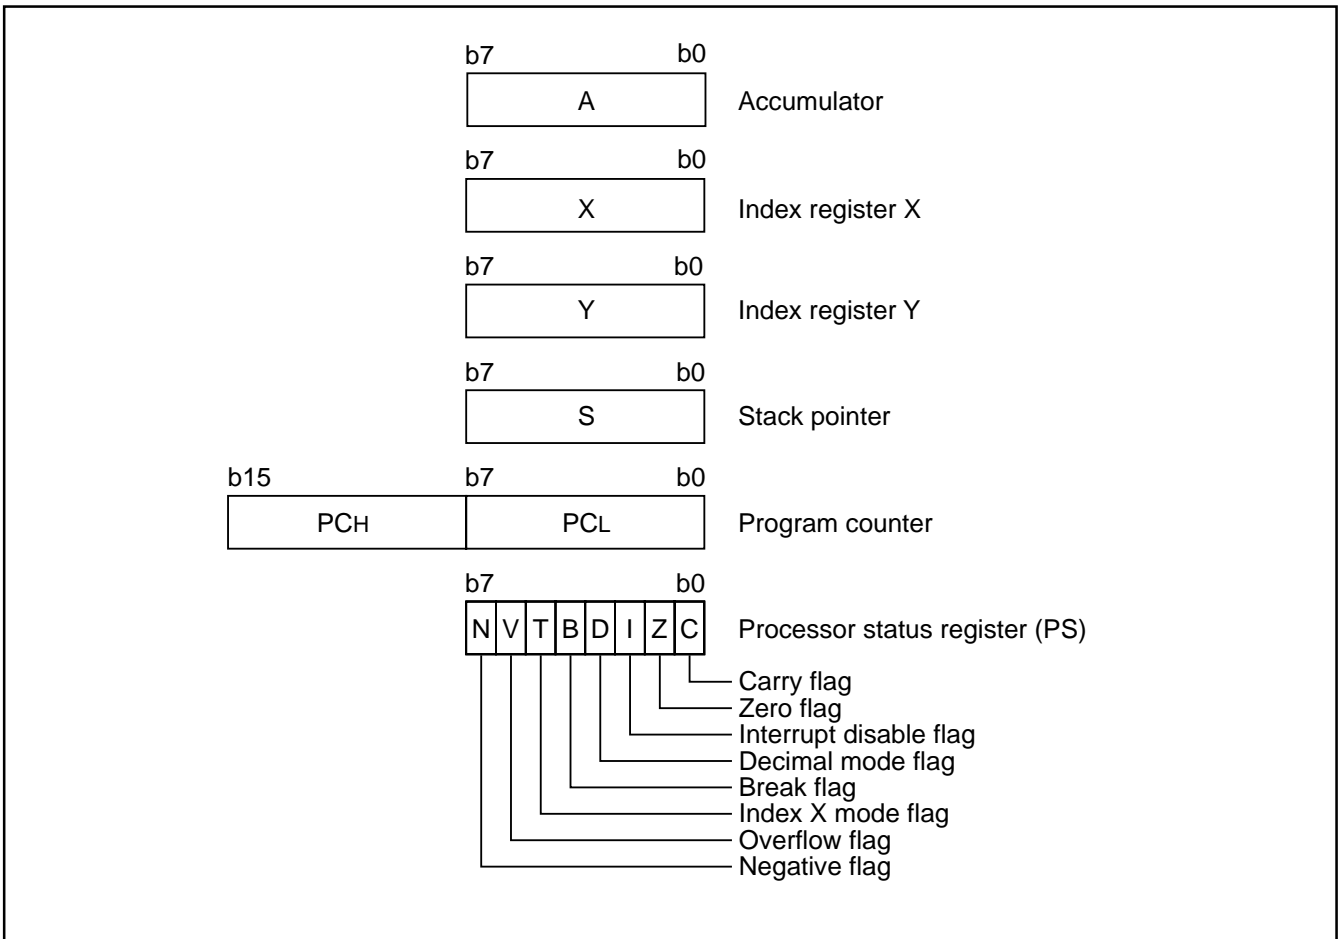 b7 b0
A Accumulator
b7 b0
X Index register X
b7 b0
Y Index register Y
b7 b0
S Stack pointer
b15 b7 b0
PCH PCL Program counter
b7 b0
N V T B D I Z C Processor status register (PS)
Carry flag
Zero flag
Interrupt disable flag
Decimal mode flag
Break flag
Index X mode flag
Overflow flag
Negative flag